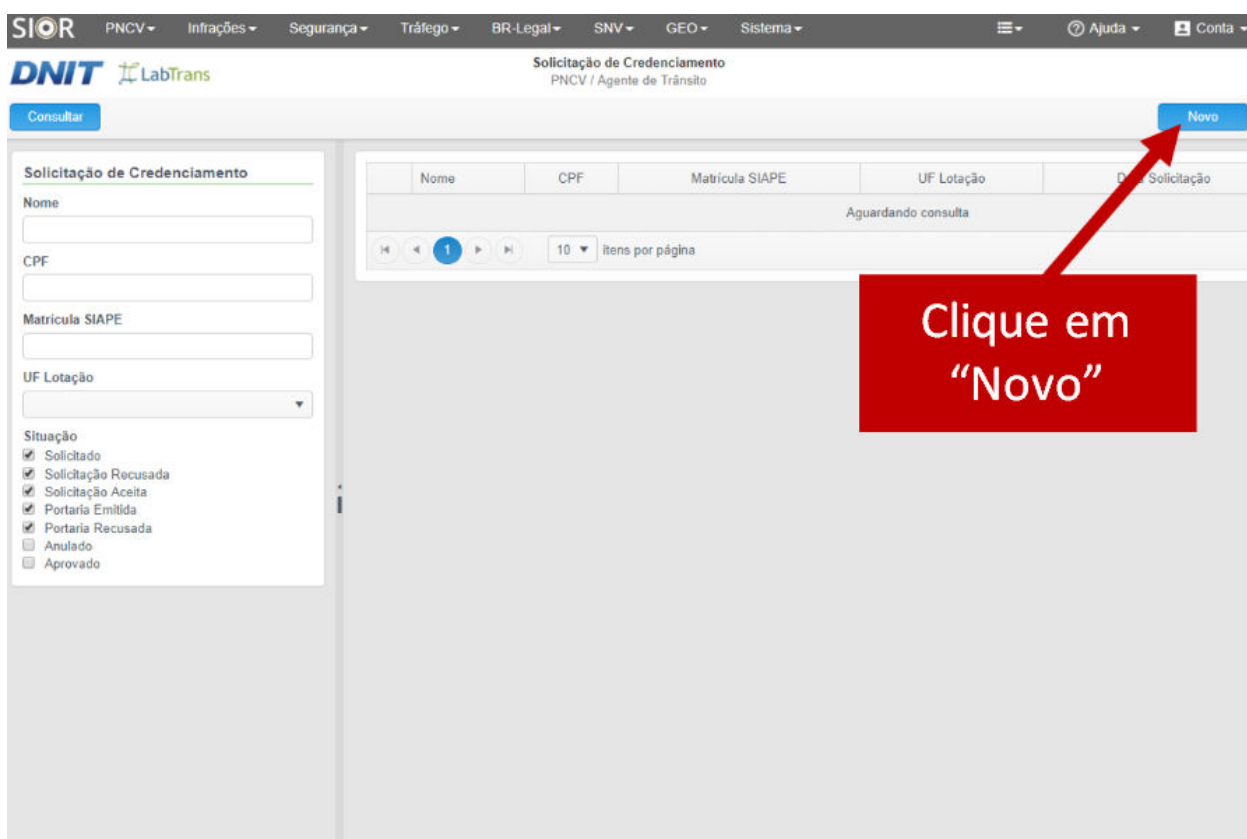 SIOR PNCV Infrações Segurança Tráfego BR-Legal SNV GEO Sistema Ajuda Conta
DNIT LabTrans
Solicitação de Credenciamento
PNCV / Agente de Trânsito
Consultar
Novo
Solicitação de Credenciamento
Nome
CPF
Matrícula SIAPE
UF Lotação
Situação
Solicitado
Solicitação Recusada
Solicitação Aceita
Portaria Emitida
Portaria Recusada
Anulado
Aprovado
Nome CPF Matrícula SIAPE UF Lotação Solicitação
Aguardando consulta
1 10 itens por página
Clique em
“Novo”